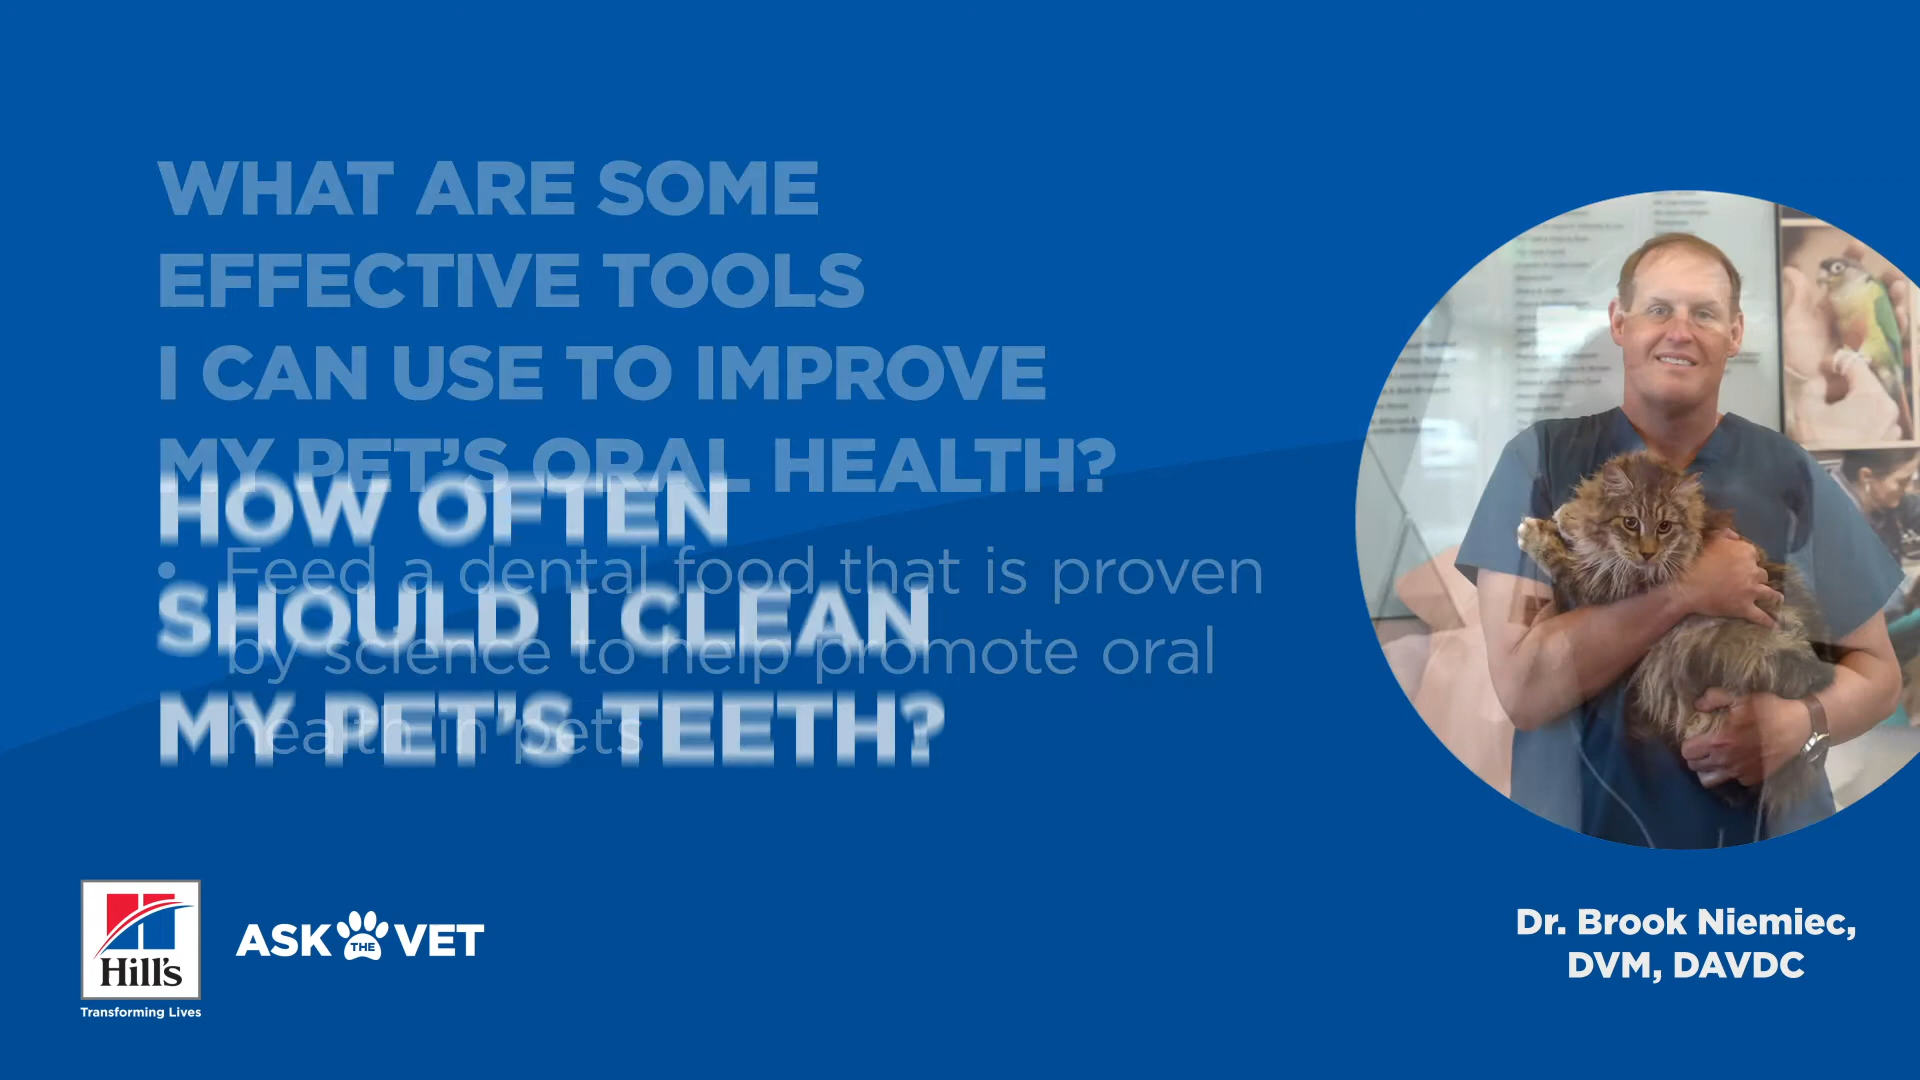 WHAT ARE SOME
EFFECTIVE TOOLS
I CAN USE TO IMPROVE
MY PET'S ORAL HEALTH?
HOW OFTEN
SHOULD I CLEAN
MY PET'S TEETH?
• Feed a dental food that is proven
by science to help promote oral
health in pets
Hill's
Transforming Lives
ASK THE VET
Dr. Brook Niemiec,
DVM, DAVDC